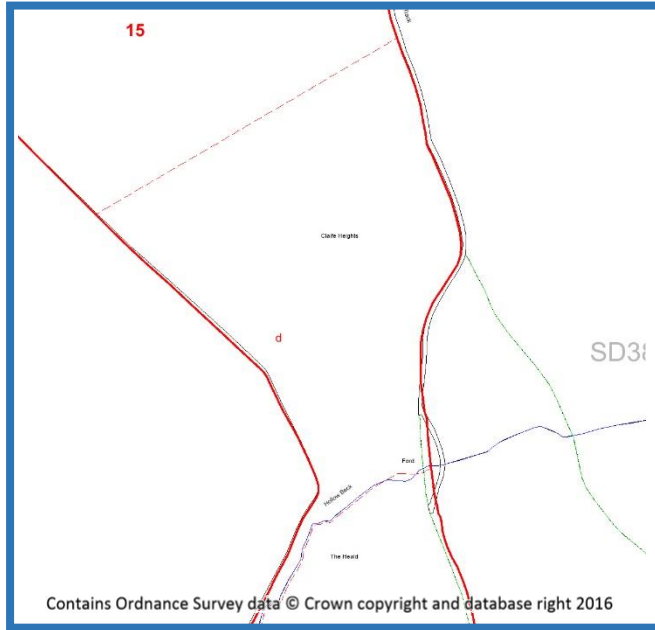 15
Track
Claife Heights
d
SD38
Ford
Hollow Beck
The Heald
Contains Ordnance Survey data © Crown copyright and database right 2016